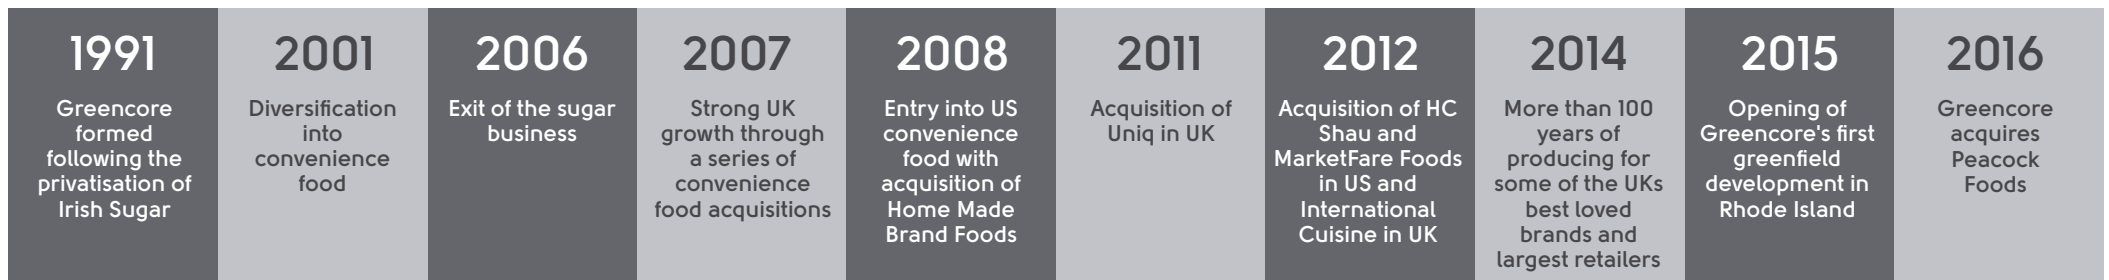 1991
Greencore
formed
following the
privatisation of
Irish Sugar
2001
Diversification
into
convenience
food
2006
Exit of the sugar
business
2007
Strong UK
growth through
a series of
convenience
food acquisitions
2008
Entry into US
convenience
food with
acquisition of
Home Made
Brand Foods
2011
Acquisition of
Uniq in UK
2012
Acquisition of HC
Shau and
MarketFare Foods
in US and
International
Cuisine in UK
2014
More than 100
years of
producing for
some of the UKs
best loved
brands and
largest retailers
2015
Opening of
Greencore's first
greenfield
development in
Rhode Island
2016
Greencore
acquires
Peacock
Foods